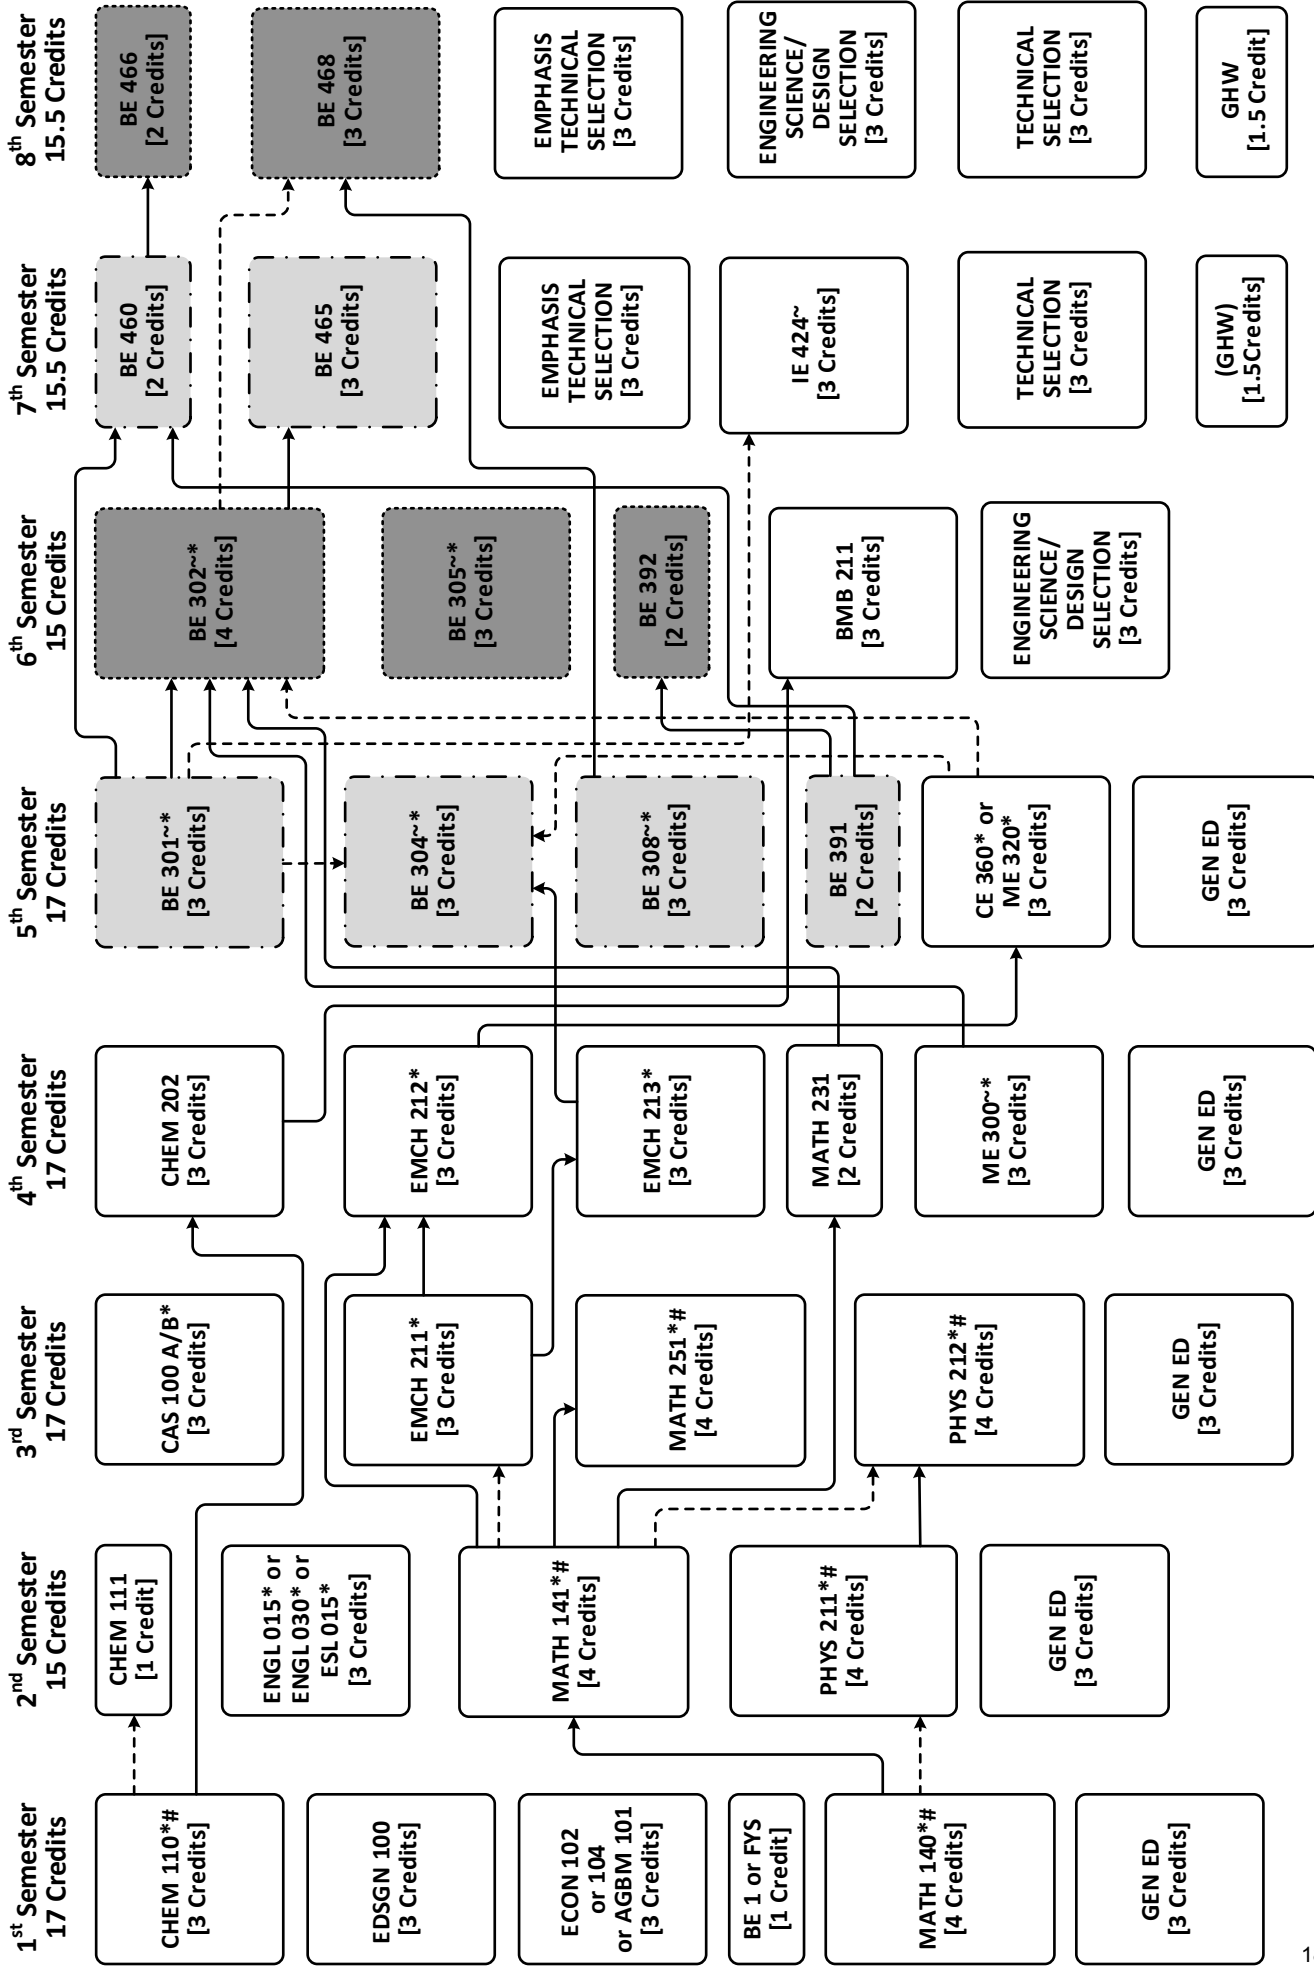 1st Semester
17 Credits
CHEM 110*#
[3 Credits]
EDSGN 100
[3 Credits]
ECON 102
or 104
or AGBM 101
[3 Credits]
BE 1 or FYS
[1 Credit]
MATH 140*#
[4 Credits]
GEN ED
[3 Credits]
2nd Semester
15 Credits
CHEM 111
[1 Credit]
ENGL 015* or
ENGL 030* or
ESL 015*
[3 Credits]
MATH 141*#
[4 Credits]
PHYS 211*#
[4 Credits]
GEN ED
[3 Credits]
3rd Semester
17 Credits
CAS 100 A/B*
[3 Credits]
EMCH 211*
[3 Credits]
MATH 251*#
[4 Credits]
PHYS 212*#
[4 Credits]
GEN ED
[3 Credits]
4th Semester
17 Credits
CHEM 202
[3 Credits]
EMCH 212*
[3 Credits]
EMCH 213*
[3 Credits]
MATH 231
[2 Credits]
ME 300~*
[3 Credits]
GEN ED
[3 Credits]
5th Semester
17 Credits
BE 301~*
[3 Credits]
BE 304~*
[3 Credits]
BE 308~*
[3 Credits]
BE 391
[2 Credits]
CE 360* or
ME 320*
[3 Credits]
GEN ED
[3 Credits]
6th Semester
15 Credits
BE 302~*
[4 Credits]
BE 305~*
[3 Credits]
BE 392
[2 Credits]
BMB 211
[3 Credits]
ENGINEERING
SCIENCE/
DESIGN
SELECTION
[3 Credits]
7th Semester
15.5 Credits
BE 460
[2 Credits]
BE 465
[3 Credits]
EMPHASIS
TECHNICAL
SELECTION
[3 Credits]
IE 424~
[3 Credits]
TECHNICAL
SELECTION
[3 Credits]
(GHW)
[1.5Credits]
8th Semester
15.5 Credits
BE 466
[2 Credits]
BE 468
[3 Credits]
EMPHASIS
TECHNICAL
SELECTION
[3 Credits]
ENGINEERING
SCIENCE/
DESIGN
SELECTION
[3 Credits]
TECHNICAL
SELECTION
[3 Credits]
GHW
[1.5 Credit]